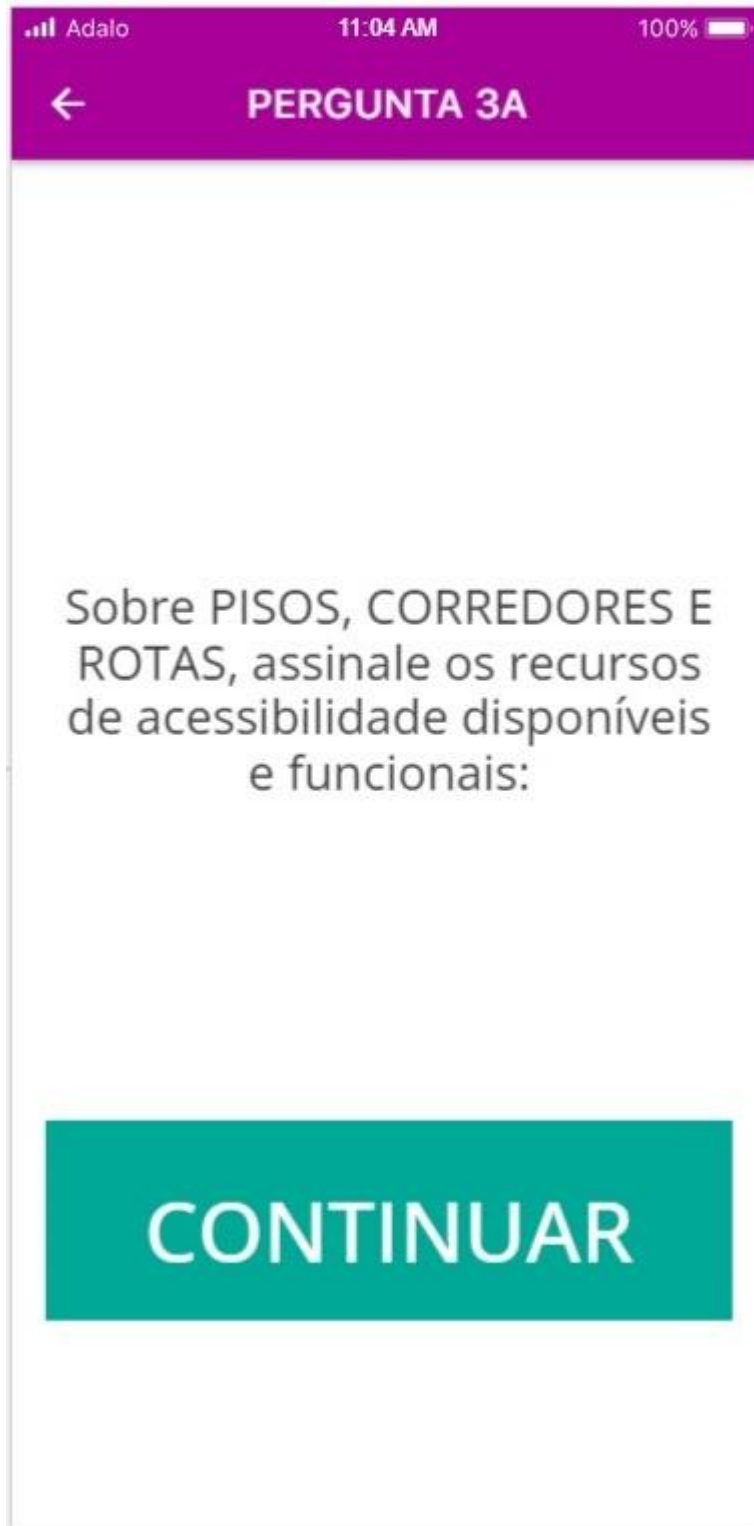 Adalo 11:04 AM 100%
PERGUNTA 3A
Sobre PISOS, CORREDORES E
ROTAS, assinale os recursos
de acessibilidade disponíveis
e funcionais:
CONTINUAR